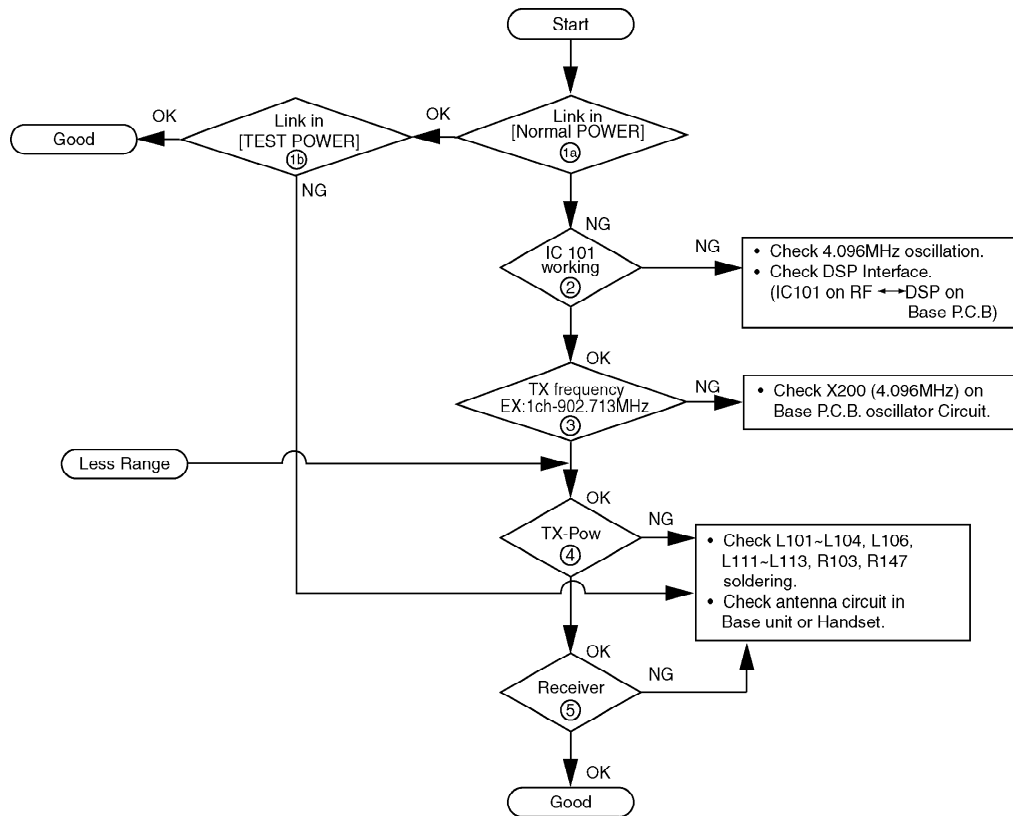 Start
Link in
[Normal POWER]
1a
OK
Link in
[TEST POWER]
1b
OK
Good
NG
NG
IC 101
working
2
NG
• Check 4.096MHz oscillation.
• Check DSP Interface.
(IC101 on RF ↔ DSP on
Base P.C.B)
OK
TX frequency
EX:1ch-902.713MHz
3
NG
• Check X200 (4.096MHz) on
Base P.C.B. oscillator Circuit.
Less Range
OK
TX-Pow
4
NG
• Check L101~L104, L106,
L111~L113, R103, R147
soldering.
• Check antenna circuit in
Base unit or Handset.
OK
Receiver
5
NG
OK
Good